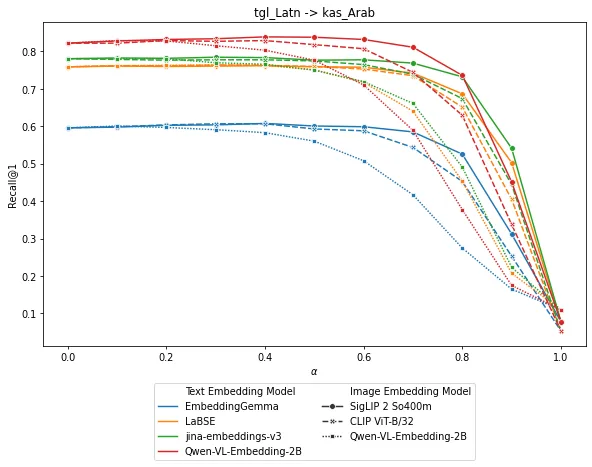 tgl_Latn -> kas_Arab
Recall@1
0.8
0.7
0.6
0.5
0.4
0.3
0.2
0.1
0.0 0.2 0.4 0.6 0.8 1.0
α
Text Embedding Model
EmbeddingGemma
LaBSE
jina-embeddings-v3
Qwen-VL-Embedding-2B
Image Embedding Model
SigLIP 2 So400m
CLIP ViT-B/32
Qwen-VL-Embedding-2B